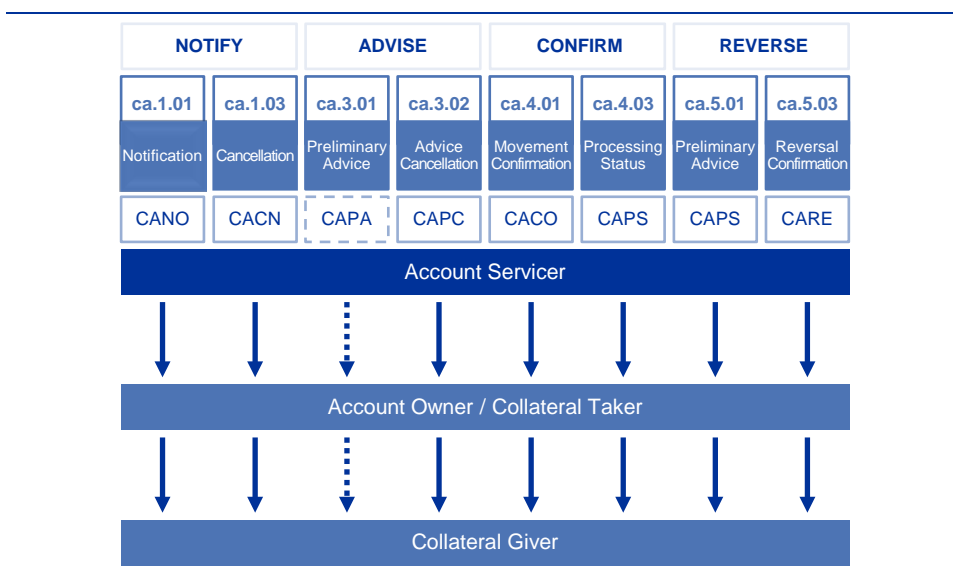 NOTIFY ADVISE CONFIRM REVERSE
ca.1.01 ca.1.03 ca.3.01 ca.3.02 ca.4.01 ca.4.03 ca.5.01 ca.5.03
Notification Cancellation Preliminary Advice Advice Cancellation Movement Confirmation Processing Status Preliminary Advice Reversal Confirmation
CANO CACN CAPA CAPC CACO CAPS CAPS CARE
Account Servicer
Account Owner / Collateral Taker
Collateral Giver